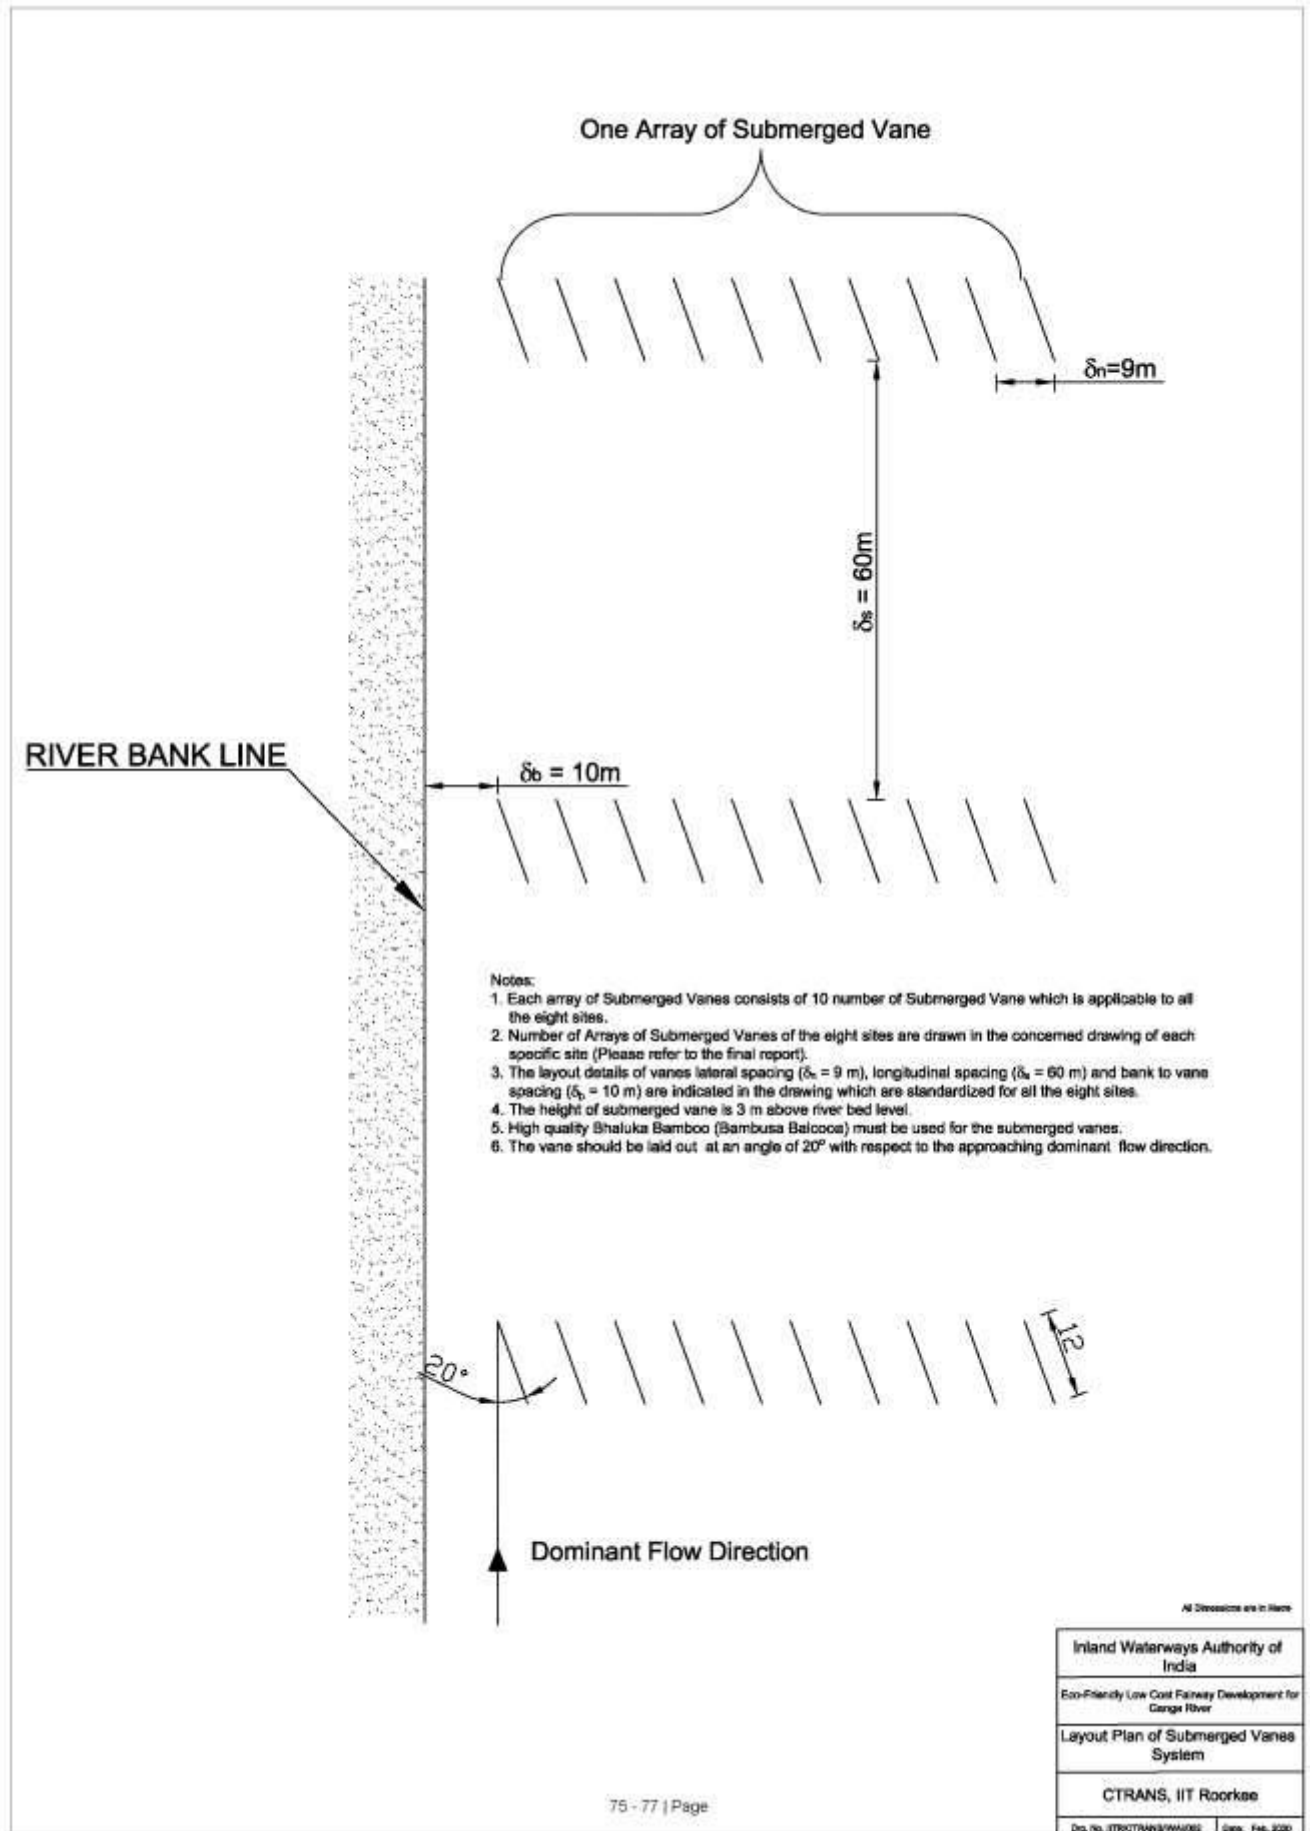 One Array of Submerged Vane
δn=9m
δs = 60m
RIVER BANK LINE
δb = 10m
Notes:
1. Each array of Submerged Vanes consists of 10 number of Submerged Vane which is applicable to all
the eight sites.
2. Number of Arrays of Submerged Vanes of the eight sites are drawn in the concerned drawing of each
specific site (Please refer to the final report).
3. The layout details of vanes lateral spacing (δn = 9 m), longitudinal spacing (δs = 60 m) and bank to vane
spacing (δb = 10 m) are indicated in the drawing which are standardized for all the eight sites.
4. The height of submerged vane is 3 m above river bed level.
5. High quality Bhaluka Bamboo (Bambusa Balcooa) must be used for the submerged vanes.
6. The vane should be laid out at an angle of 20° with respect to the approaching dominant flow direction.
12
20°
Dominant Flow Direction
All Dimensions are in
Inland Waterways Authority of
India
Eco-Friendly Low Cost Fairway Development for
Ganga River
Layout Plan of Submerged Vanes
System
CTRANS, IIT Roorkee
Drg. No. Date: Feb, 2020
75 - 77 | Page